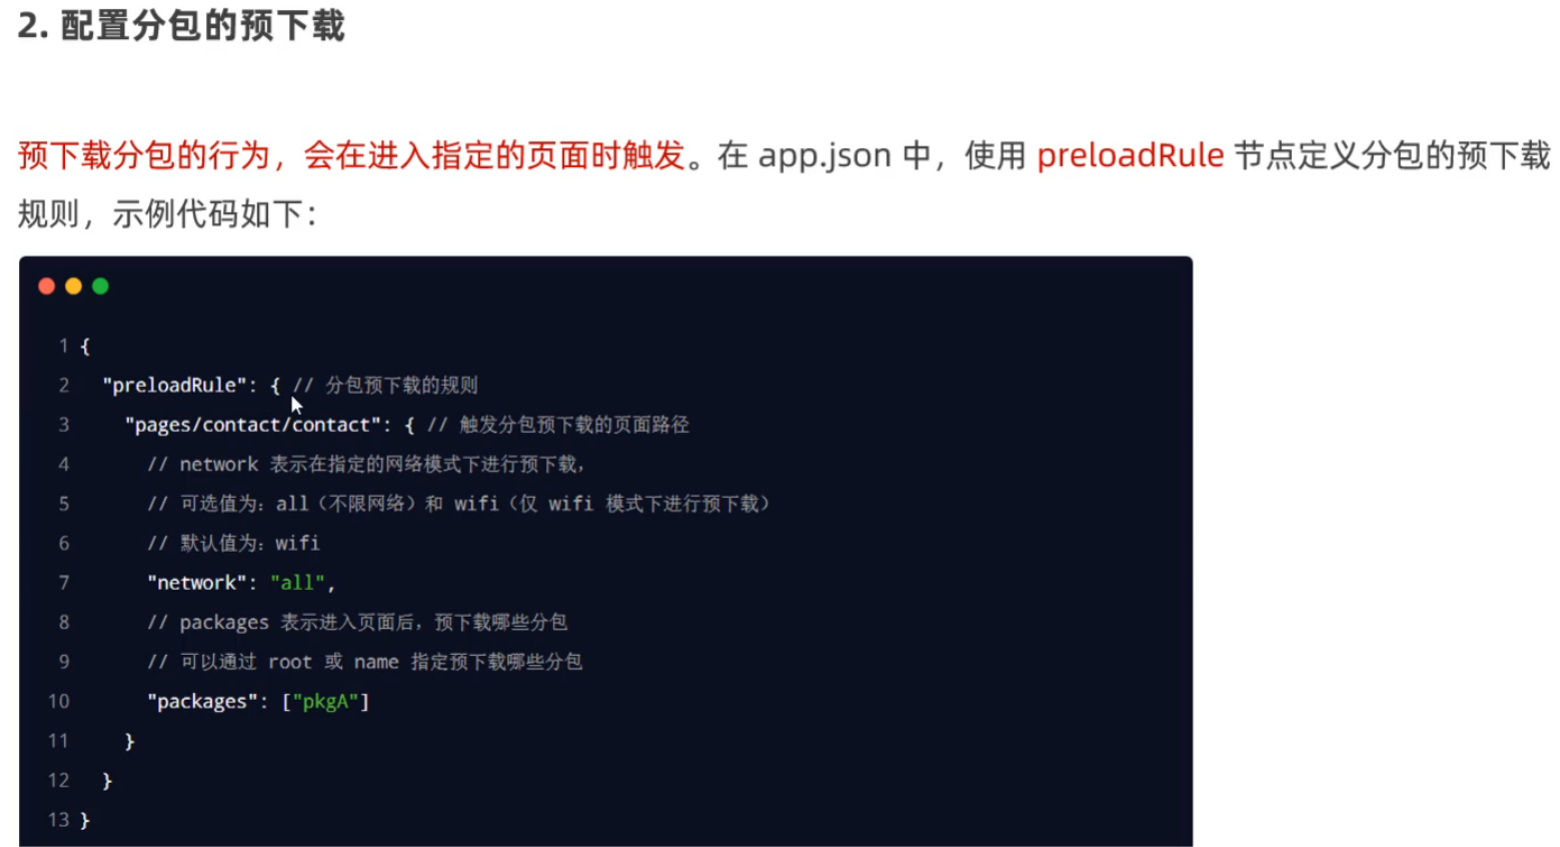 2. 配置分包的预下载
预下载分包的行为，会在进入指定的页面时触发。在 app.json 中，使用 preloadRule 节点定义分包的预下载
规则，示例代码如下：
1 {
2 "preloadRule": { // 分包预下载的规则
3 "pages/contact/contact": { // 触发分包预下载的页面路径
4 // network 表示在指定的网络模式下进行预下载，
5 // 可选值为：all（不限网络）和 wifi（仅 wifi 模式下进行预下载）
6 // 默认值为：wifi
7 "network": "all",
8 // packages 表示进入页面后，预下载哪些分包
9 // 可以通过 root 或 name 指定预下载哪些分包
10 "packages": ["pkgA"]
11 }
12 }
13 }